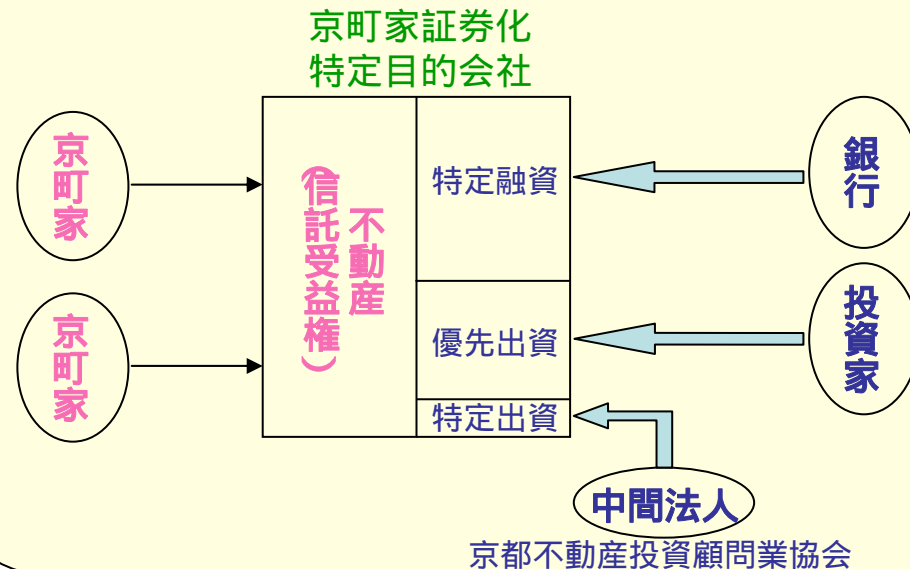 京町家証券化
特定目的会社
京町家
京町家
不動産
(信託受益権)
特定融資
優先出資
特定出資
銀行
投資家
中間法人
京都不動産投資顧問業協会